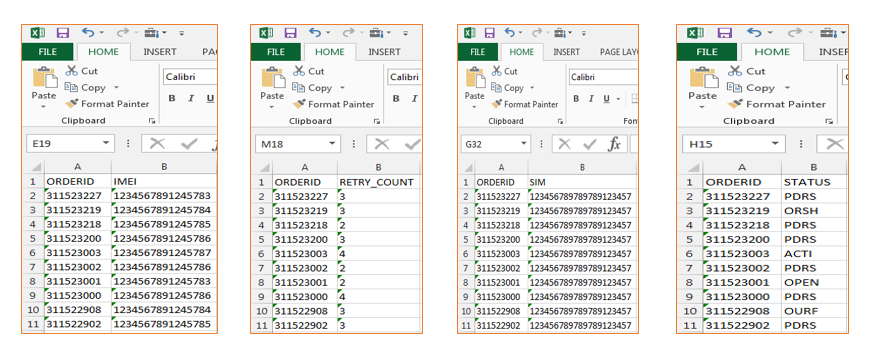 FILE HOME INSERT PA
Cut
Copy
Paste Format Painter
Clipboard
Calibri
B I U
E19
A B
1 ORDERID IMEI
2 311523227 1234567891245783
3 311523219 1234567891245784
4 311523218 1234567891245785
5 311523200 1234567891245786
6 311523003 1234567891245787
7 311523002 1234567891245786
8 311523001 1234567891245783
9 311523000 1234567891245786
10 311522908 1234567891245784
11 311522902 1234567891245785
FILE HOME INSERT
Cut
Copy
Paste Format Painter
Clipboard
Calibri
B I
M18
A B
1 ORDERID RETRY_COUNT
2 311523227 3
3 311523219 3
4 311523218 2
5 311523200 3
6 311523003 4
7 311523002 2
8 311523001 2
9 311523000 4
10 311522908 3
11 311522902 3
FILE HOME INSERT PAGE LAY
Cut
Copy
Paste Format Painter
Clipboard Fon
Calibri
B I U
G32 fx
A B
1 ORDERID SIM
2 311523227 123456789789789123457
3 311523219 123456789789789123457
4 311523218 123456789789789123457
5 311523200 123456789789789123457
6 311523003 123456789789789123457
7 311523002 123456789789789123457
8 311523001 123456789789789123457
9 311523000 123456789789789123457
10 311522908 123456789789789123457
11 311522902 123456789789789123457
FILE HOME INSER
Cut
Copy
Paste Format Painter
Clipboard
H15
A B
1 ORDERID STATUS
2 311523227 PDRS
3 311523219 ORSH
4 311523218 PDRS
5 311523200 PDRS
6 311523003 ACTI
7 311523002 PDRS
8 311523001 OPEN
9 311523000 PDRS
10 311522908 OURF
11 311522902 PDRS